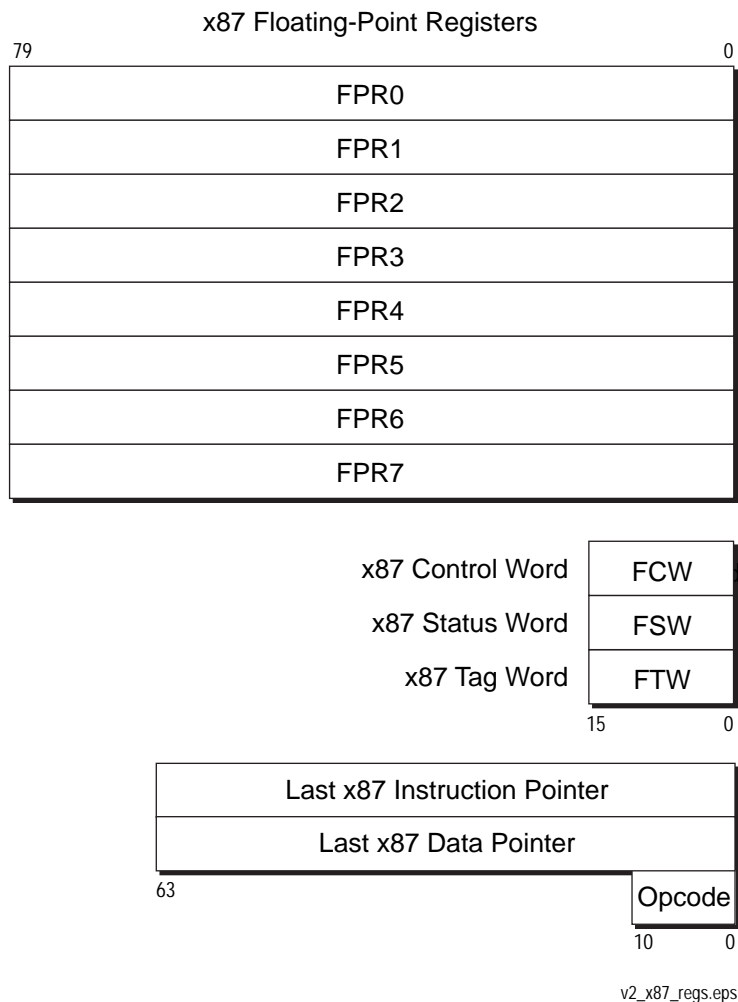 x87 Floating-Point Registers
79 0
FPR0
FPR1
FPR2
FPR3
FPR4
FPR5
FPR6
FPR7
x87 Control Word FCW
x87 Status Word FSW
x87 Tag Word FTW
15 0
Last x87 Instruction Pointer
Last x87 Data Pointer
63 Opcode
10 0
v2_x87_regs.eps